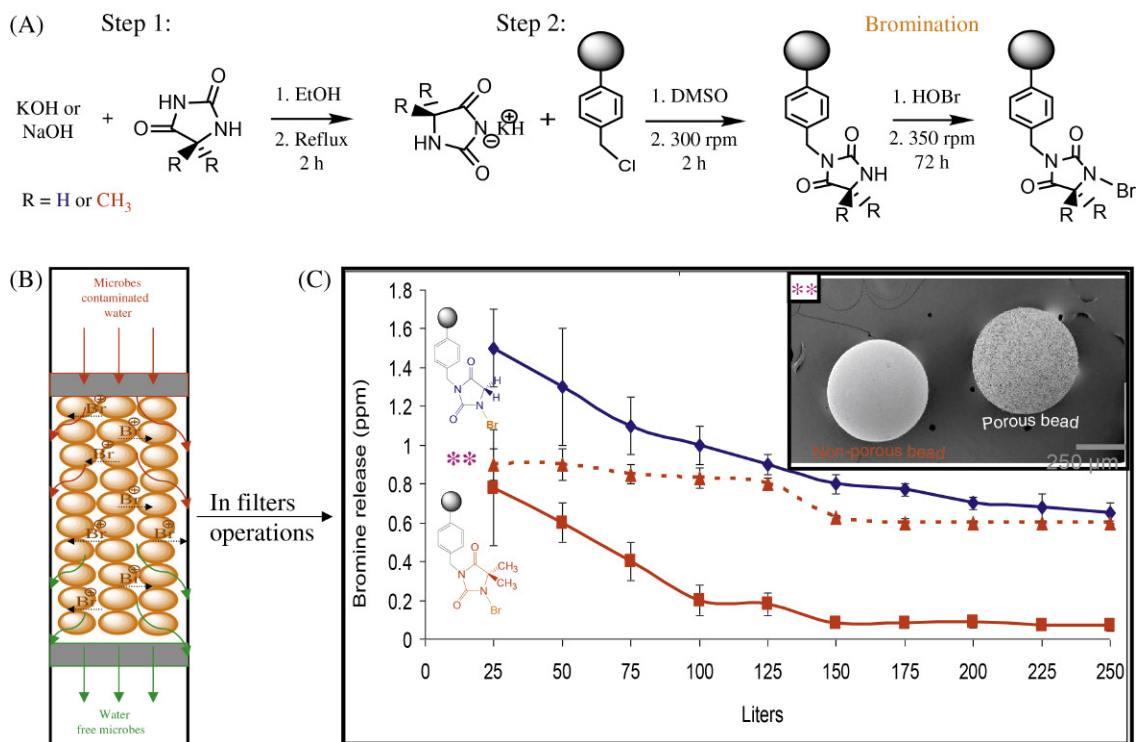 (A)
Step 1:
Step 2:
Bromination
KOH or
NaOH
+
NH
O
O
NH
R
R
1. EtOH
2. Reflux
2 h
R
R
O
N
⊖
KH
⊕
HN
O
+
Cl
1. DMSO
2. 300 rpm
2 h
N
O
NH
O
R
R
1. HOBr
2. 350 rpm
72 h
N
O
N
Br
O
R
R
R = H or CH3
(B)
Microbes
contaminated
water
Br
Br
Br
Br
Br
Br
Br
Br
Water
free microbes
In filters
operations
(C)
Bromine release (ppm)
1.8
1.6
1.4
1.2
1
0.8
0.6
0.4
0.2
0
O
H
H
N
N
O
Br
**
O
CH3
CH3
N
N
O
Br
**
Non-porous bead
Porous bead
250 µm
0 25 50 75 100 125 150 175 200 225 250
Liters